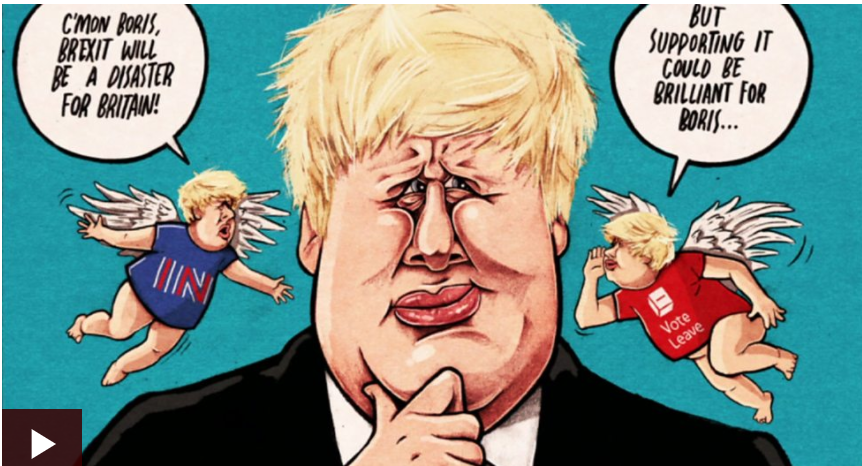 C'MON BORIS,
BREXIT WILL
BE A DISASTER
FOR BRITAIN!
BUT
SUPPORTING IT
COULD BE
BRILLIANT FOR
BORIS...
IN
Vote
Leave